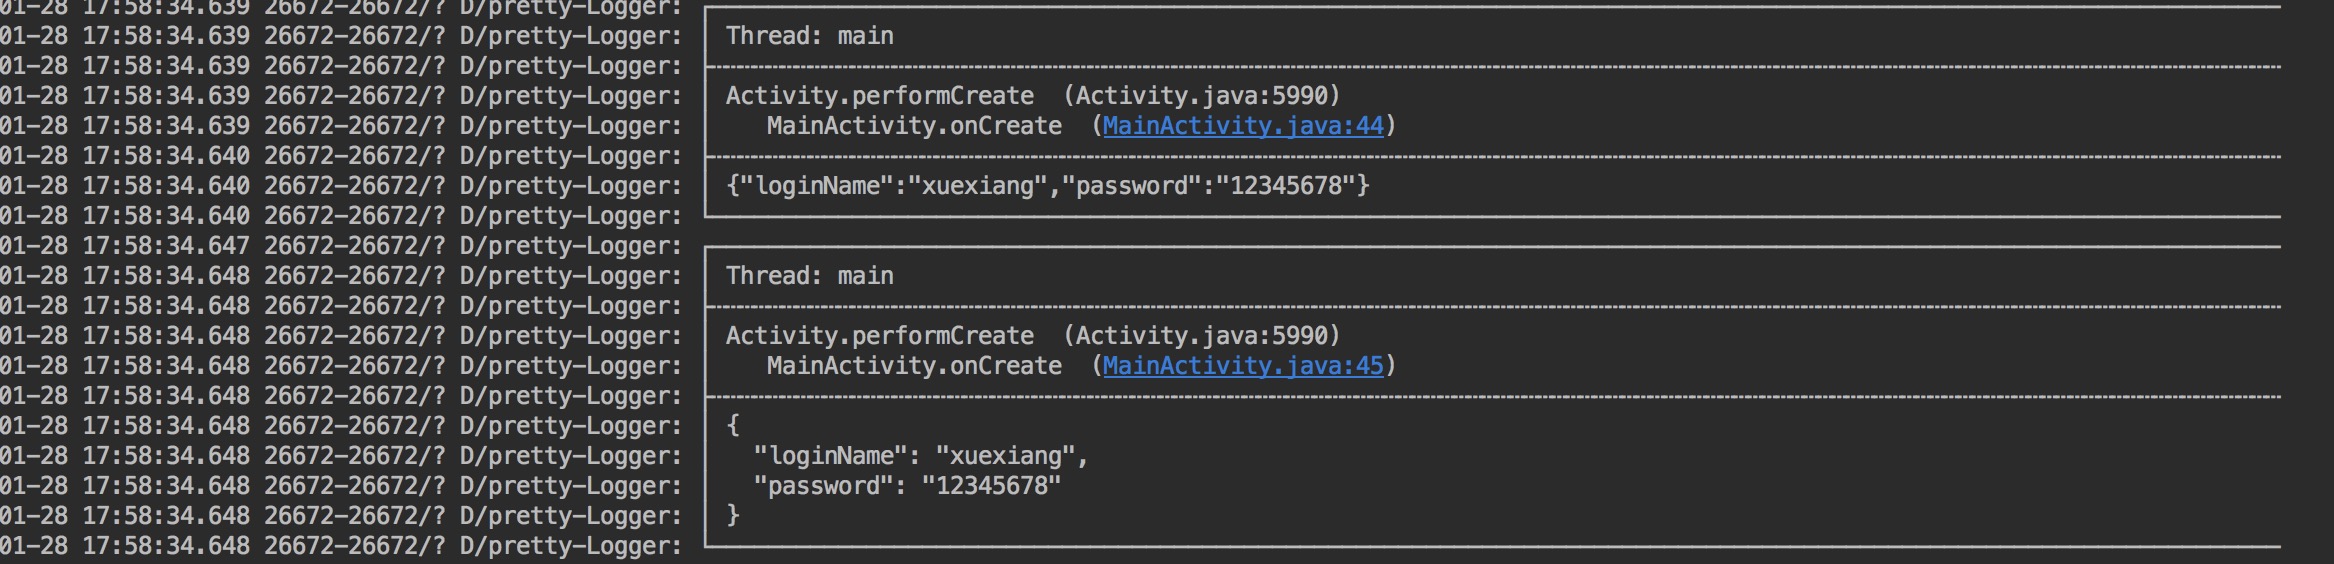 01-28 17:58:34.639 26672-26672/? D/pretty-Logger:
01-28 17:58:34.639 26672-26672/? D/pretty-Logger: Thread: main
01-28 17:58:34.639 26672-26672/? D/pretty-Logger:
01-28 17:58:34.639 26672-26672/? D/pretty-Logger: Activity.performCreate  (Activity.java:5990)
01-28 17:58:34.639 26672-26672/? D/pretty-Logger:    MainActivity.onCreate  (MainActivity.java:44)
01-28 17:58:34.640 26672-26672/? D/pretty-Logger:
01-28 17:58:34.640 26672-26672/? D/pretty-Logger: {"loginName":"xuexiang","password":"12345678"}
01-28 17:58:34.640 26672-26672/? D/pretty-Logger:
01-28 17:58:34.647 26672-26672/? D/pretty-Logger:
01-28 17:58:34.648 26672-26672/? D/pretty-Logger: Thread: main
01-28 17:58:34.648 26672-26672/? D/pretty-Logger:
01-28 17:58:34.648 26672-26672/? D/pretty-Logger: Activity.performCreate  (Activity.java:5990)
01-28 17:58:34.648 26672-26672/? D/pretty-Logger:    MainActivity.onCreate  (MainActivity.java:45)
01-28 17:58:34.648 26672-26672/? D/pretty-Logger:
01-28 17:58:34.648 26672-26672/? D/pretty-Logger: {
01-28 17:58:34.648 26672-26672/? D/pretty-Logger:   "loginName": "xuexiang",
01-28 17:58:34.648 26672-26672/? D/pretty-Logger:   "password": "12345678"
01-28 17:58:34.648 26672-26672/? D/pretty-Logger: }
01-28 17:58:34.648 26672-26672/? D/pretty-Logger: